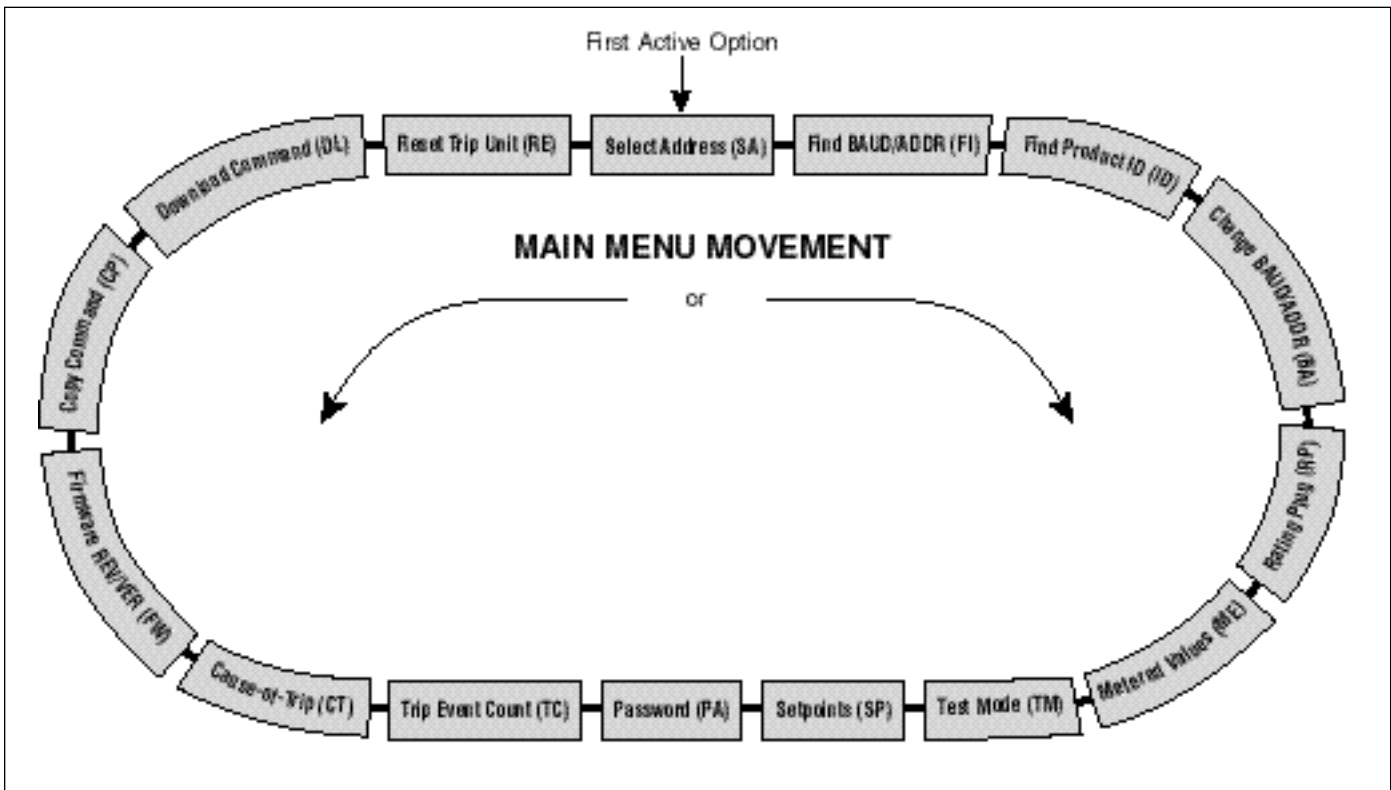 First Active Option
Reset Trip Unit (RE)
Select Address (SA)
Find BAUD/ADDR (FI)
Find Product ID (ID)
Change BAUD/ADDR (BA)
Rating Plug (RP)
Metered Values (ME)
Test Mode (TM)
Setpoints (SP)
Password (PA)
Trip Event Count (TC)
Cause-of-Trip (CT)
Firmware REV/VER (FW)
Copy Command (CP)
Download Command (DL)
MAIN MENU MOVEMENT
or